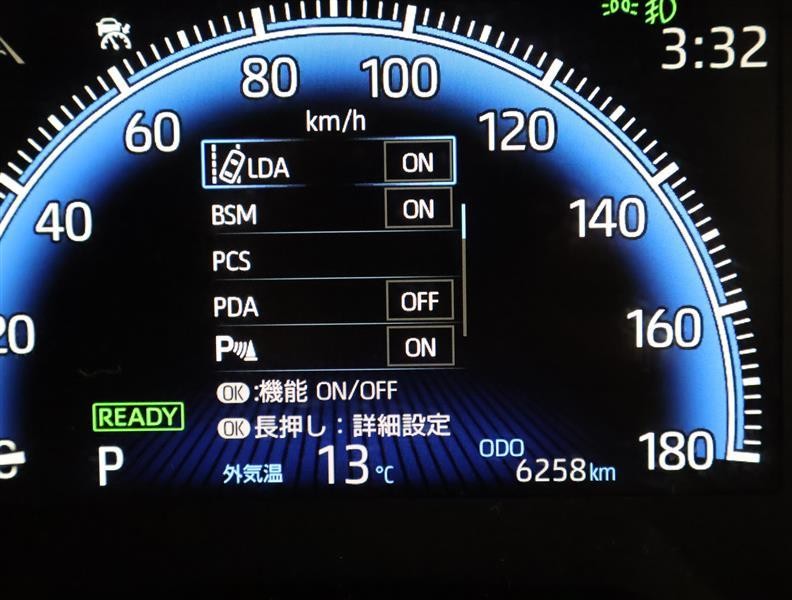 3:32
80 100
km/h
60 120
LDA ON
BSM ON
40 140
PCS
PDA OFF
20 160
P ON
OK:機能 ON/OFF
READY
OK長押し：詳細設定
P 外気温 13℃ ODO 6258km 180